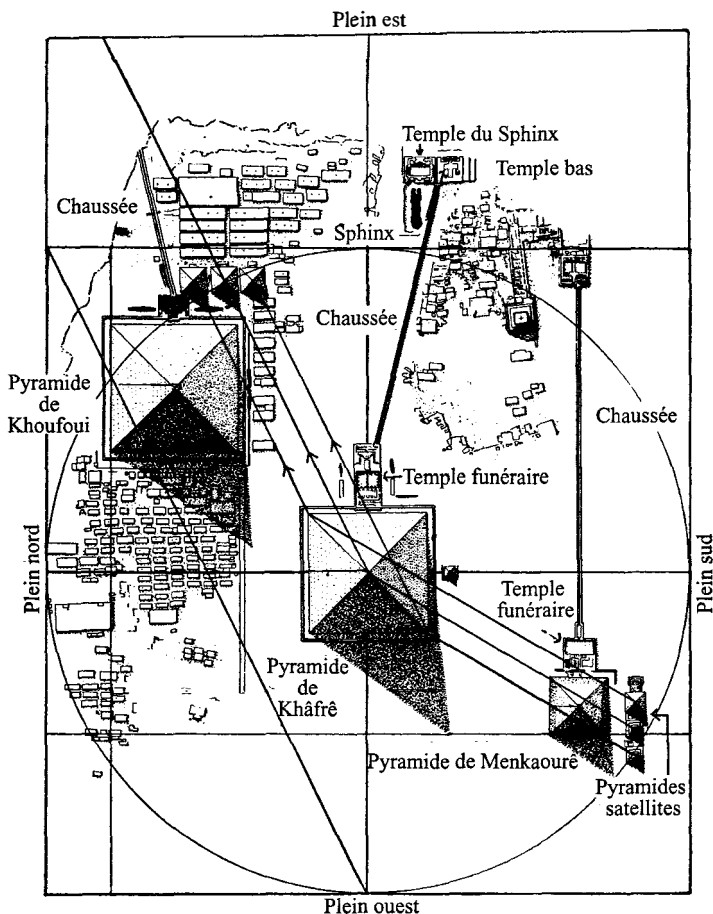 Plein est
Temple du Sphinx
Temple bas
Chaussée
Sphinx
Chaussée
Pyramide
de
Khoufoui
Chaussée
Temple funéraire
Plein nord
Plein sud
Temple
funéraire
Pyramide
de
Khâfrê
Pyramide de Menkaourê
Pyramides
satellites
Plein ouest